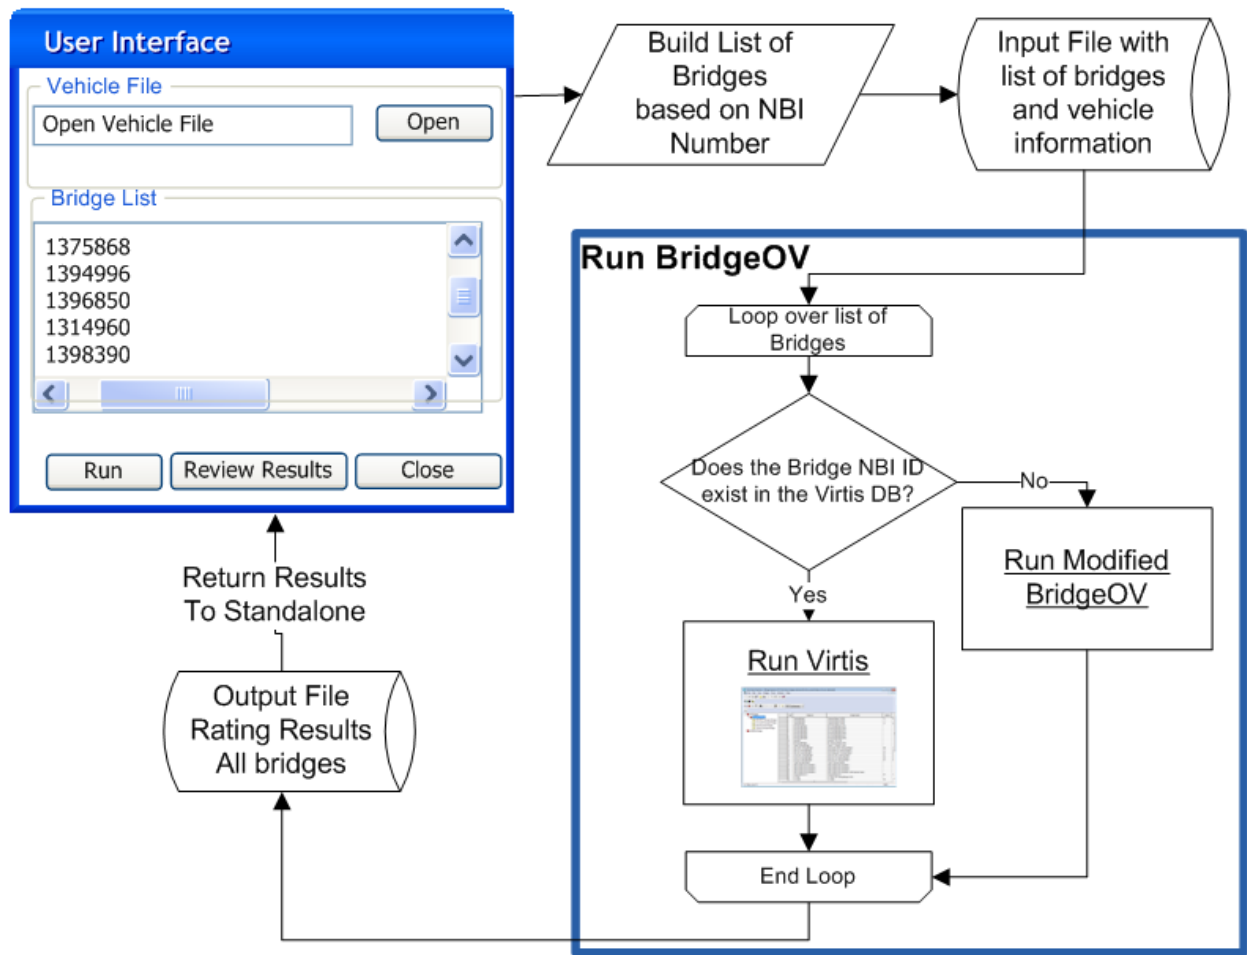 User Interface
Vehicle File
Open Vehicle File
Open
Bridge List
1375868
1394996
1396850
1314960
1398390
Run
Review Results
Close
Build List of
Bridges
based on NBI
Number
Input File with
list of bridges
and vehicle
information
Run BridgeOV
Loop over list of
Bridges
Does the Bridge NBI ID
exist in the Virtis DB?
No
Run Modified
BridgeOV
Yes
Run Virtis
End Loop
Output File
Rating Results
All bridges
Return Results
To Standalone